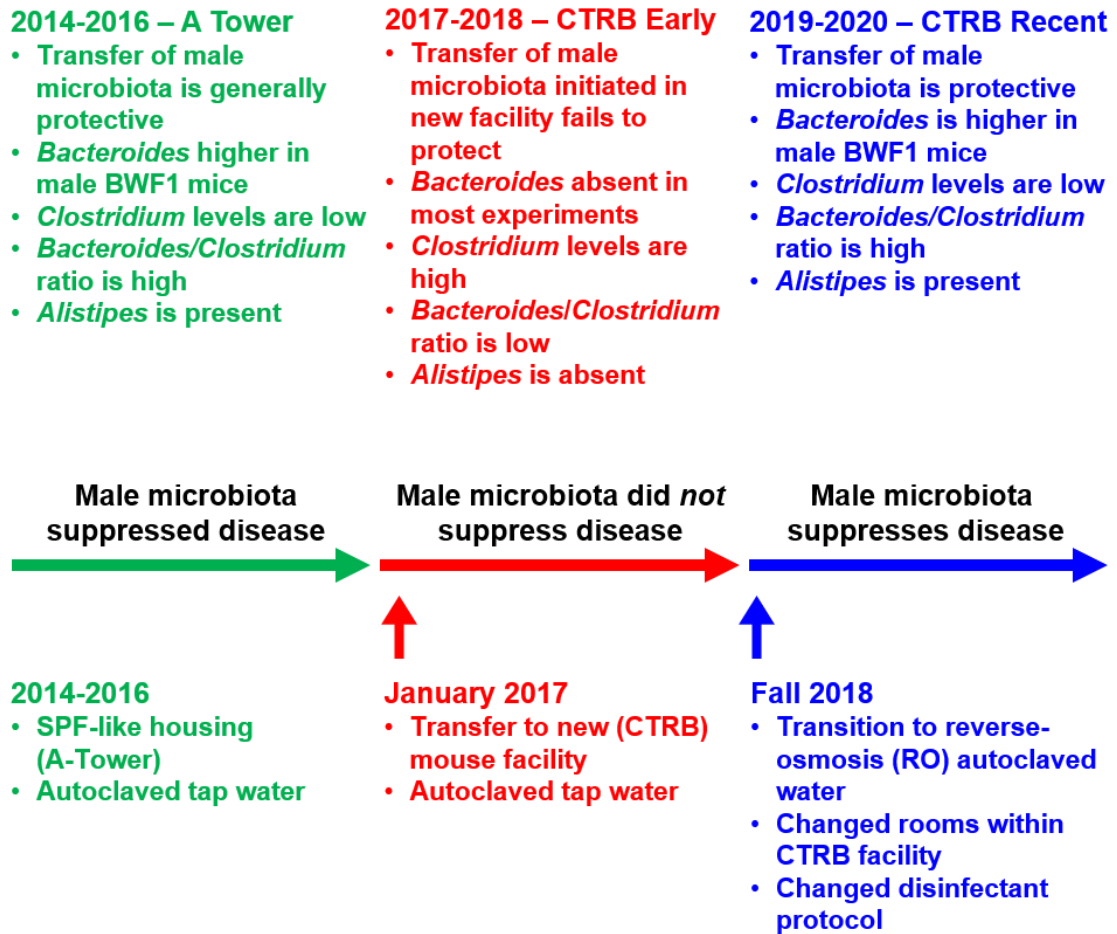 2014-2016 – A Tower
• Transfer of male
microbiota is generally
protective
• Bacteroides higher in
male BWF1 mice
• Clostridium levels are low
• Bacteroides/Clostridium
ratio is high
• Alistipes is present
2017-2018 – CTRB Early
• Transfer of male
microbiota initiated in
new facility fails to
protect
• Bacteroides absent in
most experiments
• Clostridium levels are
high
• Bacteroides/Clostridium
ratio is low
• Alistipes is absent
2019-2020 – CTRB Recent
• Transfer of male
microbiota is protective
• Bacteroides is higher in
male BWF1 mice
• Clostridium levels are low
• Bacteroides/Clostridium
ratio is high
• Alistipes is present
Male microbiota
suppressed disease
Male microbiota did not
suppress disease
Male microbiota
suppresses disease
2014-2016
• SPF-like housing
(A-Tower)
• Autoclaved tap water
January 2017
• Transfer to new (CTRB)
mouse facility
• Autoclaved tap water
Fall 2018
• Transition to reverse-
osmosis (RO) autoclaved
water
• Changed rooms within
CTRB facility
• Changed disinfectant
protocol